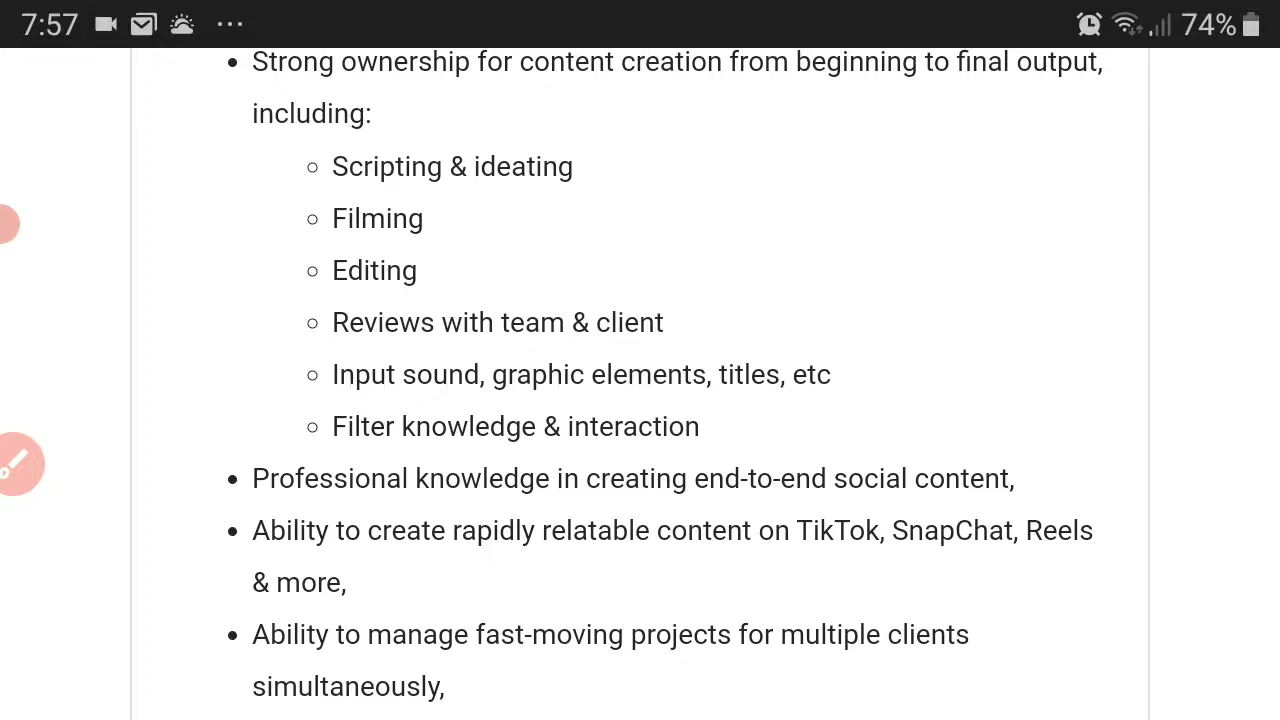 7:57 74%
Strong ownership for content creation from beginning to final output,
including:
Scripting & ideating
Filming
Editing
Reviews with team & client
Input sound, graphic elements, titles, etc
Filter knowledge & interaction
Professional knowledge in creating end-to-end social content,
Ability to create rapidly relatable content on TikTok, SnapChat, Reels
& more,
Ability to manage fast-moving projects for multiple clients
simultaneously,